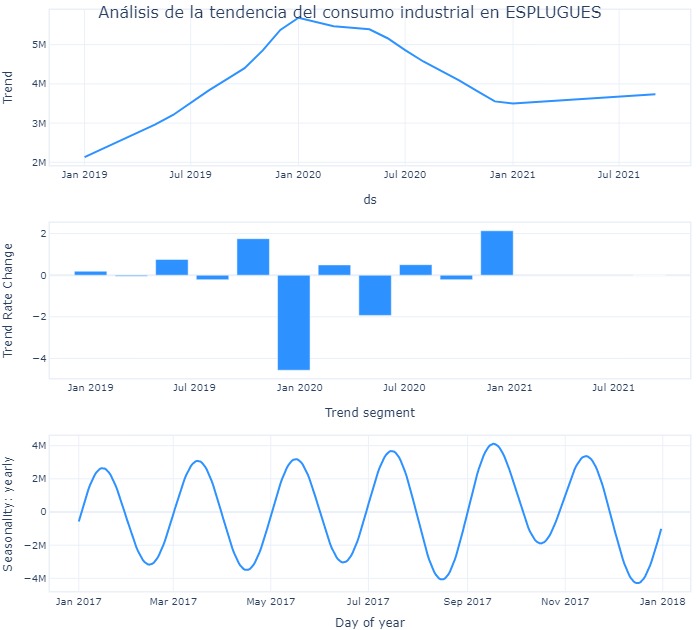 Análisis de la tendencia del consumo industrial en ESPLUGUES
Trend
5M
4M
3M
2M
Jan 2019 Jul 2019 Jan 2020 Jul 2020 Jan 2021 Jul 2021
ds
Trend Rate Change
2
0
−2
−4
Jan 2019 Jul 2019 Jan 2020 Jul 2020 Jan 2021 Jul 2021
Trend segment
Seasonality: yearly
4M
2M
0
−2M
−4M
Jan 2017 Mar 2017 May 2017 Jul 2017 Sep 2017 Nov 2017 Jan 2018
Day of year